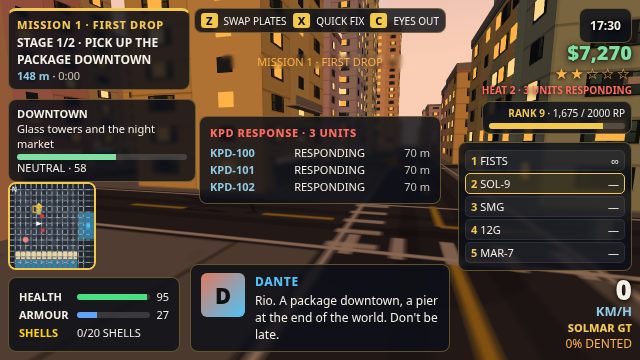 MISSION 1 · FIRST DROP
STAGE 1/2 · PICK UP THE
PACKAGE DOWNTOWN
148 m · 0:00
Z SWAP PLATES X QUICK FIX C EYES OUT
MISSION 1 · FIRST DROP
17:30
$7,270
★★☆☆☆
HEAT 2 · 3 UNITS RESPONDING
RANK 9 · 1,675 / 2000 RP
DOWNTOWN
Glass towers and the night
market
NEUTRAL · 58
KPD RESPONSE · 3 UNITS
KPD-100 RESPONDING 70 m
KPD-101 RESPONDING 70 m
KPD-102 RESPONDING 70 m
1 FISTS ∞
2 SOL-9 —
3 SMG —
4 12G —
5 MAR-7 —
N
HEALTH 95
ARMOUR 27
SHELLS 0/20 SHELLS
D
DANTE
Rio. A package downtown, a pier
at the end of the world. Don't be
late.
0
KM/H
SOLMAR GT
0% DENTED